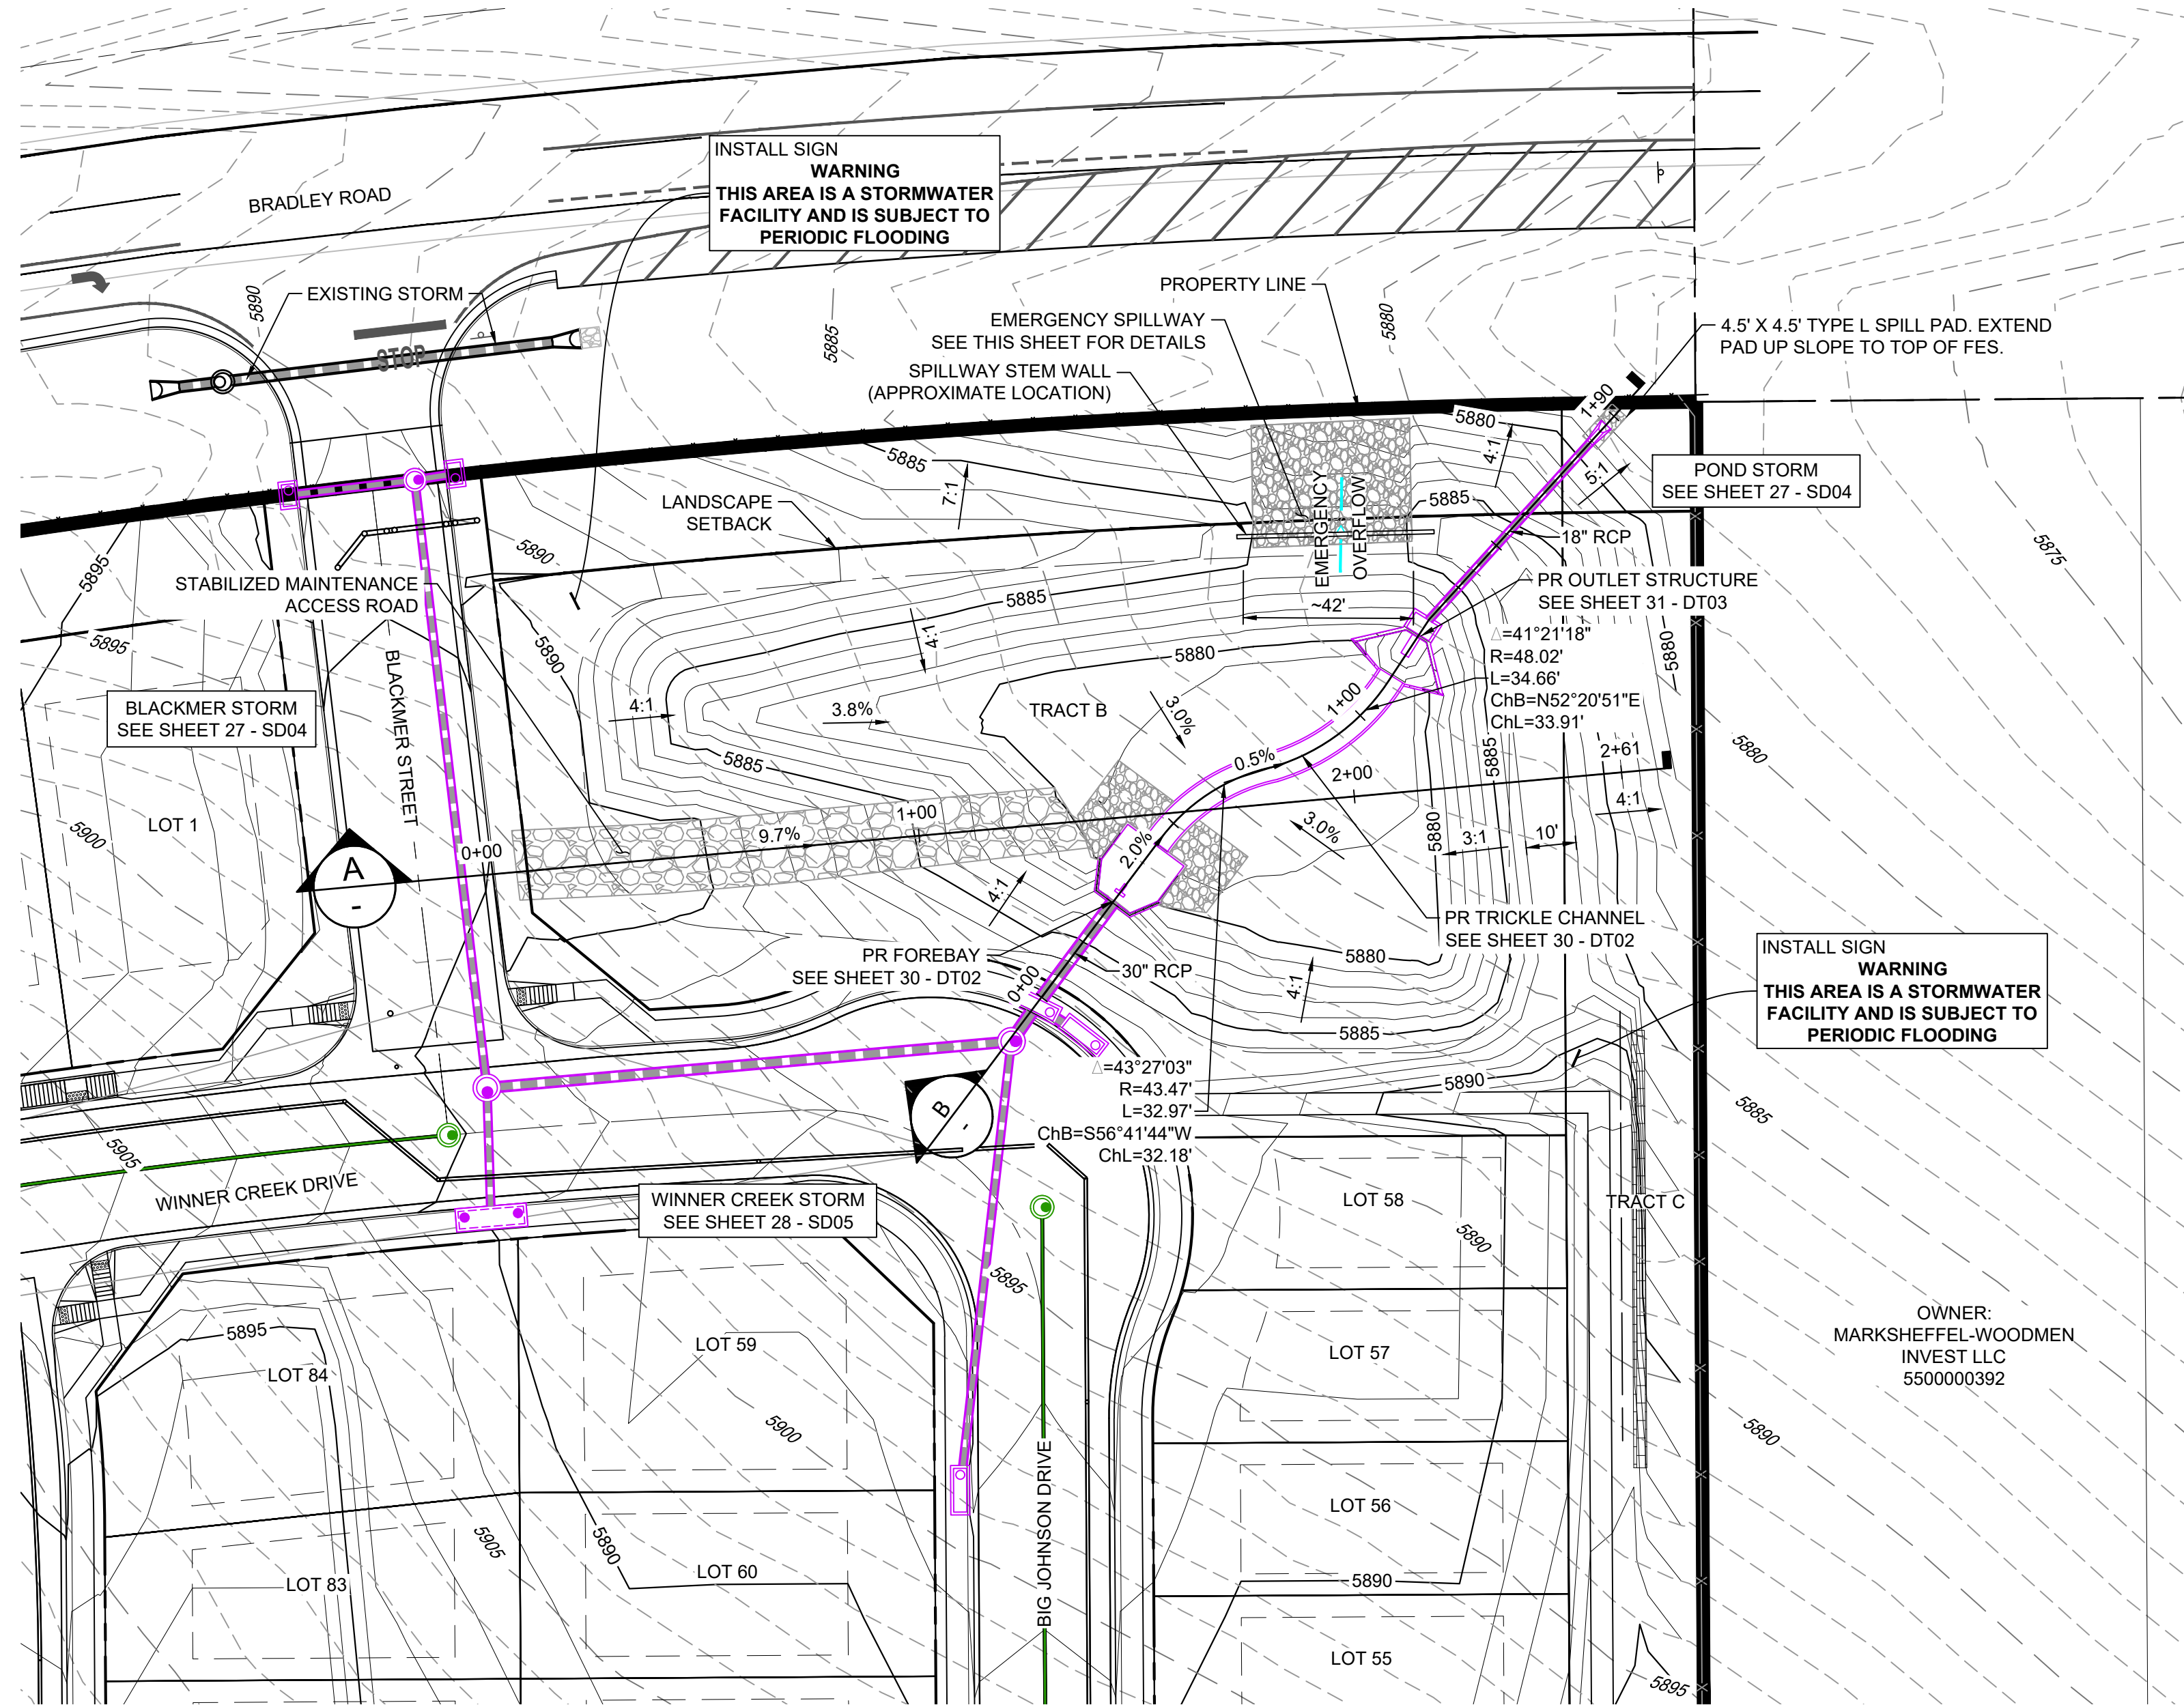 INSTALL SIGN
WARNING
THIS AREA IS A STORMWATER
FACILITY AND IS SUBJECT TO
PERIODIC FLOODING
BRADLEY ROAD
5890
EXISTING STORM
STOP
5885
PROPERTY LINE
5880
EMERGENCY SPILLWAY
SEE THIS SHEET FOR DETAILS
SPILLWAY STEM WALL
(APPROXIMATE LOCATION)
4.5' X 4.5' TYPE L SPILL PAD. EXTEND
PAD UP SLOPE TO TOP OF FES.
1+90
5880
4:1
5:1
5885
7:1
POND STORM
SEE SHEET 27 - SD04
LANDSCAPE
SETBACK
5885
EMERGENCY
OVERFLOW
18" RCP
5875
5890
5895
STABILIZED MAINTENANCE
ACCESS ROAD
PR OUTLET STRUCTURE
SEE SHEET 31 - DT03
5885
~42'
4:1
5895
5890
5880
5880
Δ=41°21'18"
R=48.02'
L=34.66'
ChB=N52°20'51"E
ChL=33.91'
BLACKMER STORM
SEE SHEET 27 - SD04
BLACKMER STREET
4:1
3.8%
TRACT B
3.0%
1+00
5885
0.5%
2+00
5885
2+61
5880
4:1
LOT 1
5900
1+00
9.7%
0+00
A
-
2.0%
3.0%
5880
3:1
10'
4:1
PR TRICKLE CHANNEL
SEE SHEET 30 - DT02
PR FOREBAY
SEE SHEET 30 - DT02
30" RCP
0+00
5880
4:1
5885
INSTALL SIGN
WARNING
THIS AREA IS A STORMWATER
FACILITY AND IS SUBJECT TO
PERIODIC FLOODING
Δ=43°27'03"
R=43.47'
L=32.97'
ChB=S56°41'44"W
ChL=32.18'
B
-
5890
5885
5905
WINNER CREEK DRIVE
WINNER CREEK STORM
SEE SHEET 28 - SD05
LOT 58
5890
TRACT C
5895
OWNER:
MARKSHEFFEL-WOODMEN
INVEST LLC
5500000392
5895
LOT 84
LOT 59
LOT 57
5900
5890
BIG JOHNSON DRIVE
LOT 56
5905
5890
LOT 83
LOT 60
5890
LOT 55
5895